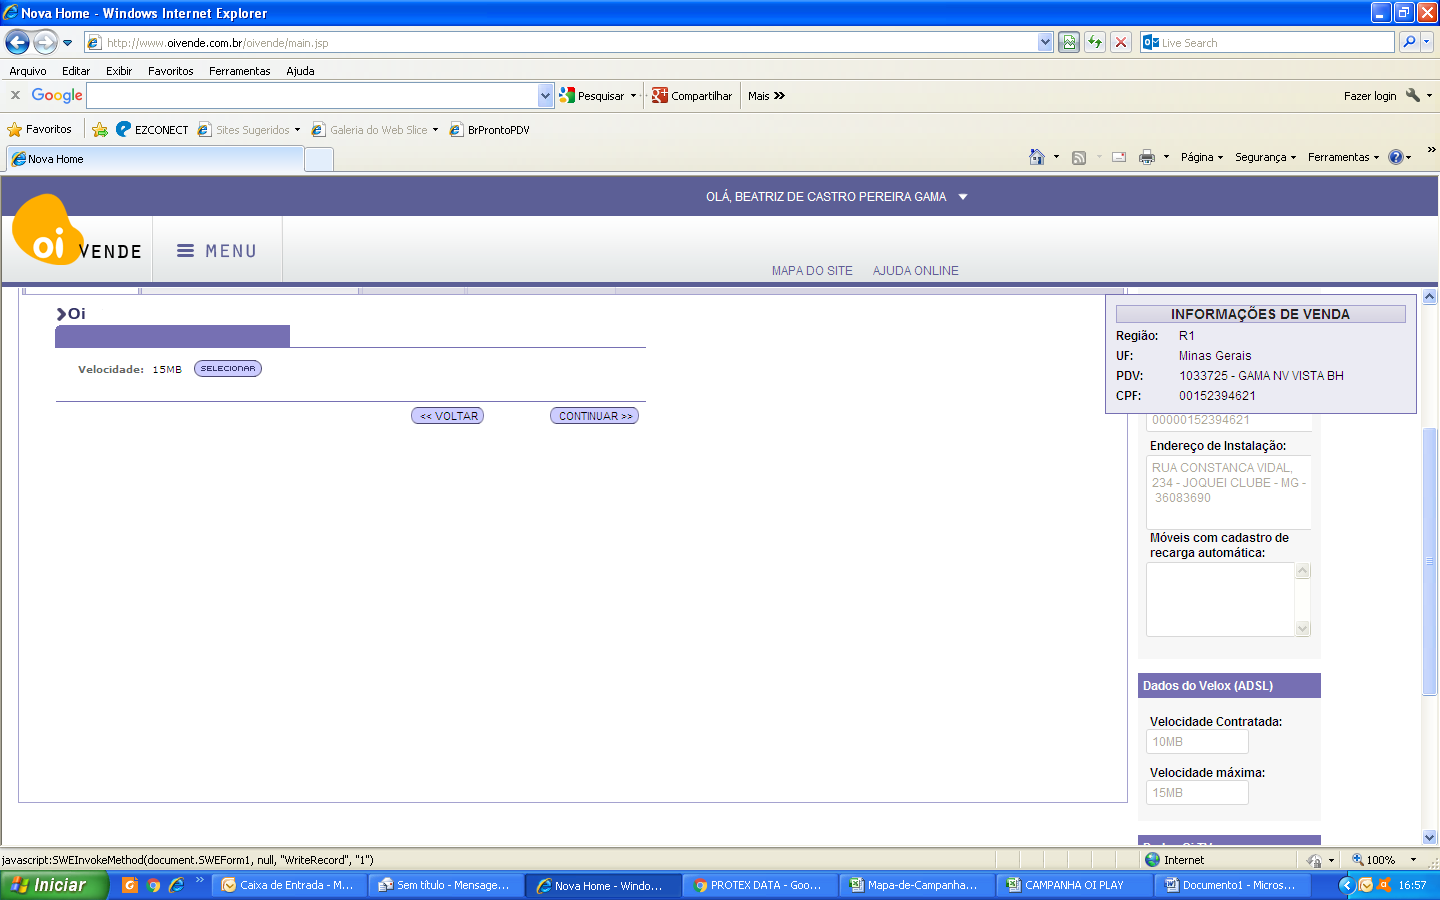 Nova Home - Windows Internet Explorer
http://www.oivende.com.br/oivende/main.jsp
Live Search
Arquivo Editar Exibir Favoritos Ferramentas Ajuda
x Google Pesquisar Compartilhar Mais >> Fazer login
Favoritos EZCONECT Sites Sugeridos Galeria do Web Slice BrProntoPDV
Nova Home
Página Segurança Ferramentas
OLÁ, BEATRIZ DE CASTRO PEREIRA GAMA
oi VENDE
MENU
MAPA DO SITE AJUDA ONLINE
Oi
Velocidade: 15MB SELECIONAR
<< VOLTAR CONTINUAR >>
INFORMAÇÕES DE VENDA
Região: R1
UF: Minas Gerais
PDV: 1033725 - GAMA NV VISTA BH
CPF: 00152394621
00000152394621
Endereço de Instalação:
RUA CONSTANCA VIDAL,
234 - JOQUEI CLUBE - MG -
36083690
Móveis com cadastro de
recarga automática:
Dados do Velox (ADSL)
Velocidade Contratada:
10MB
Velocidade máxima:
15MB
javascript:SWEInvokeMethod(document.SWEForm1, null, "WriteRecord", "1")
Internet 100%
Iniciar
Caixa de Entrada - M...
Sem título - Mensage...
Nova Home - Windo...
PROTEX DATA - Goo...
Mapa-de-Campanha...
CAMPANHA OI PLAY
Documento1 - Micros...
16:57